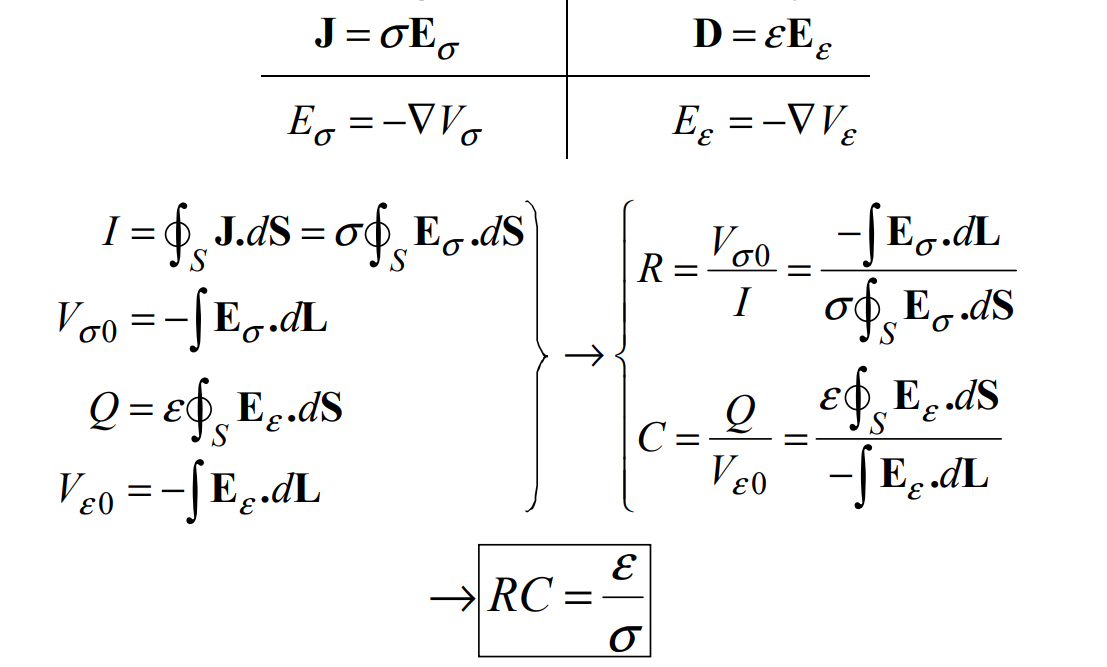 J = σE_σ D = εE_ε
E_σ = −∇V_σ E_ε = −∇V_ε
I = ∮_S J.dS = σ∮_S E_σ.dS
V_σ0 = −∫E_σ.dL
Q = ε∮_S E_ε.dS
V_ε0 = −∫E_ε.dL
→
R = V_σ0 / I = −∫E_σ.dL / σ∮_S E_σ.dS
C = Q / V_ε0 = ε∮_S E_ε.dS / −∫E_ε.dL
→ RC = ε / σ